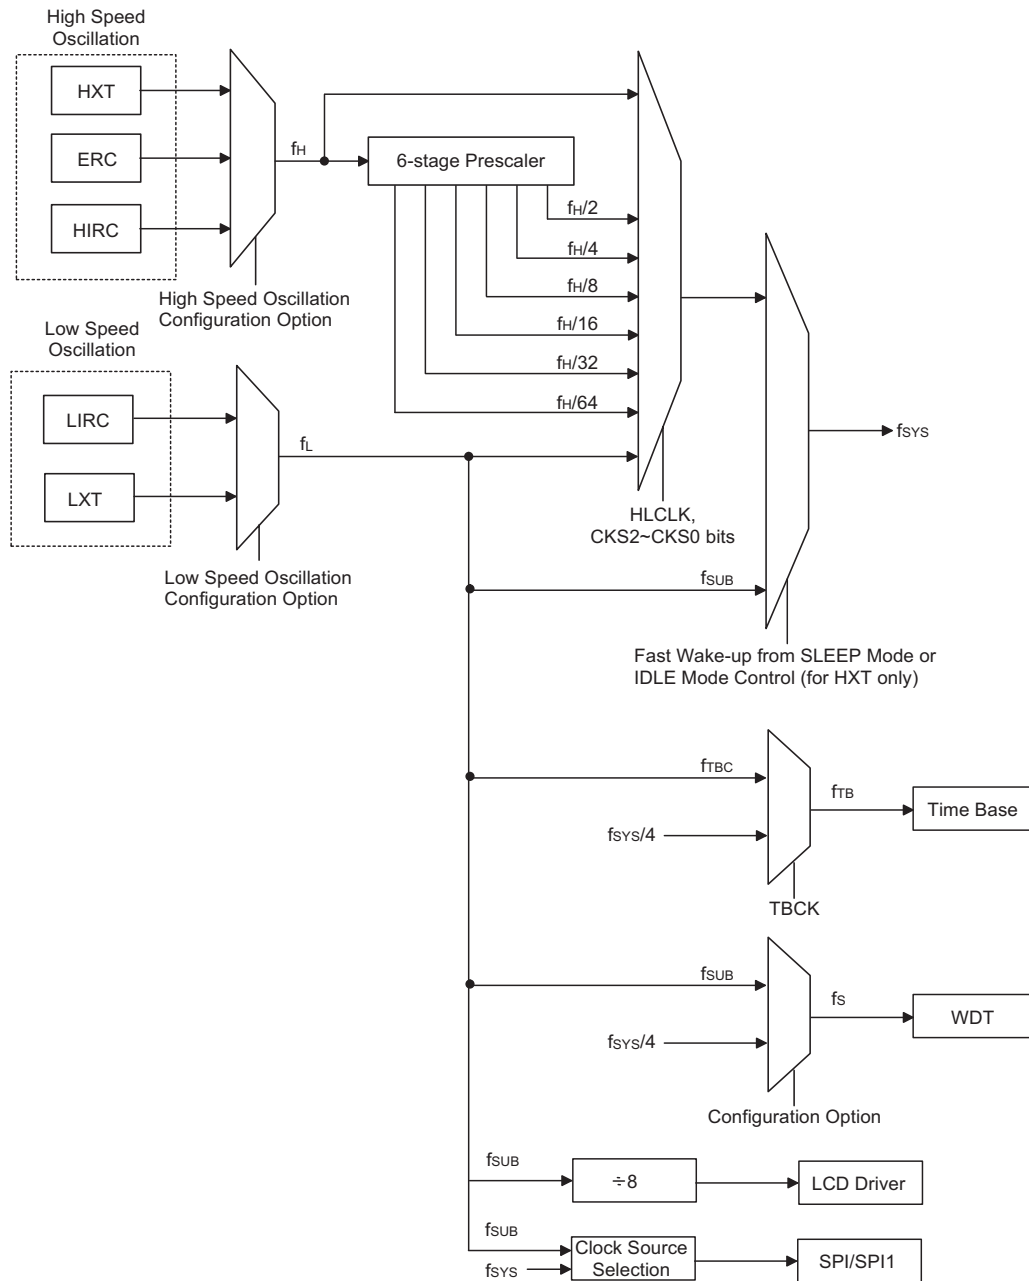 High Speed
Oscillation
HXT
ERC
HIRC
fH
6-stage Prescaler
fH/2
fH/4
fH/8
fH/16
fH/32
fH/64
High Speed Oscillation
Configuration Option
Low Speed
Oscillation
LIRC
LXT
fL
Low Speed Oscillation
Configuration Option
HLCLK,
CKS2~CKS0 bits
fSYS
fSUB
Fast Wake-up from SLEEP Mode or
IDLE Mode Control (for HXT only)
fTBC
fSYS/4
fTB
Time Base
TBCK
fSUB
fSYS/4
fS
WDT
Configuration Option
fSUB
÷8
LCD Driver
fSUB
fSYS
Clock Source
Selection
SPI/SPI1